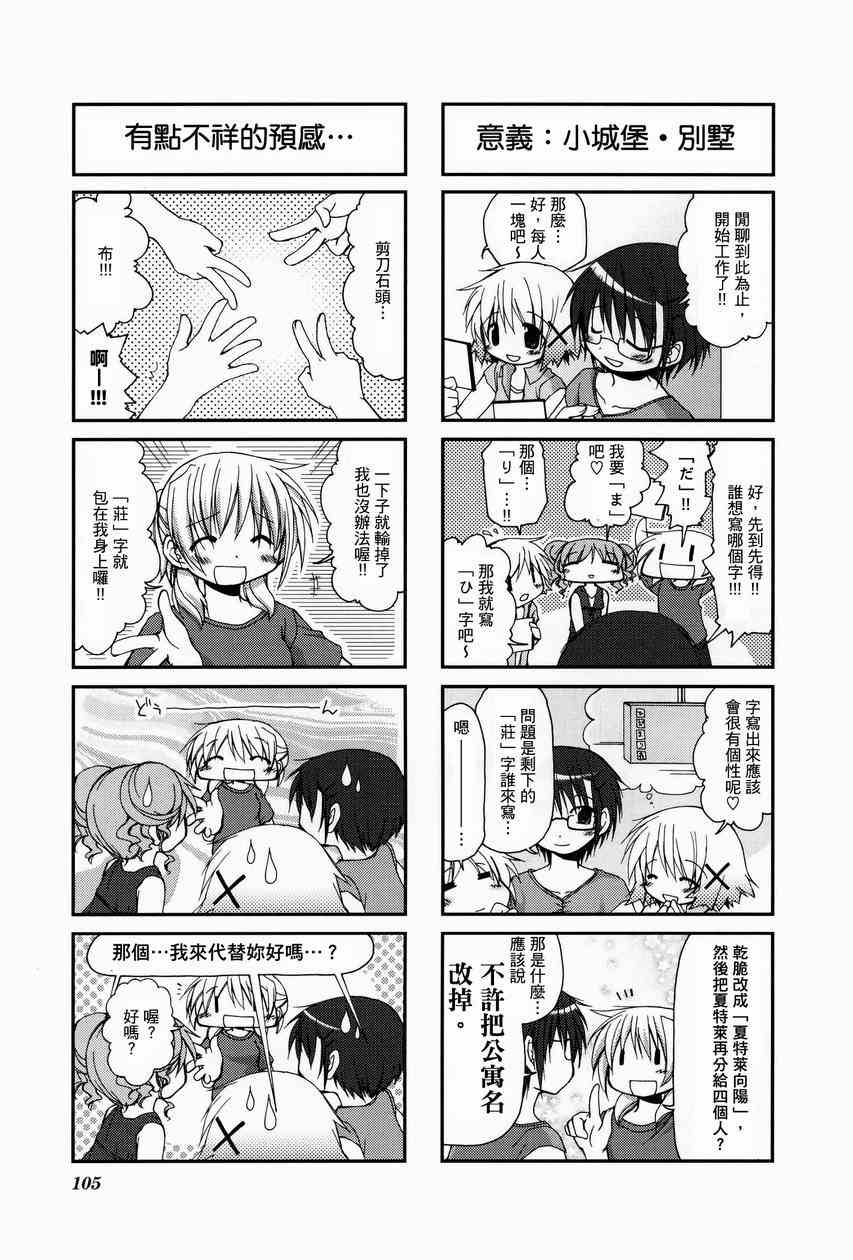 意義：小城堡·別墅
閒聊到此為止，
開始工作了!!
那麼…
好，每人
一塊吧～
好，先到先得!!
誰想寫哪個字!!!
「だ」!!
我要「ま」
吧♡
那個…
「り」…!!
那我就寫
「ひ」字吧～
字寫出來應該
會很有個性呢♡
問題是剩下的
「莊」字誰來寫…
嗯——…
乾脆改成「夏特萊向陽」，
然後把夏特萊再分給四個人？
那是什麼…
應該說
不許把公寓名
改掉。
有點不祥的預感…
剪刀石頭…
布!!!
啊ー!!!
一下子就輸掉了
我也沒辦法喔!!
「莊」字就
包在我身上囉!!
どぅーーん
那個…我來代替妳好嗎…？
喔？
好嗎？
105